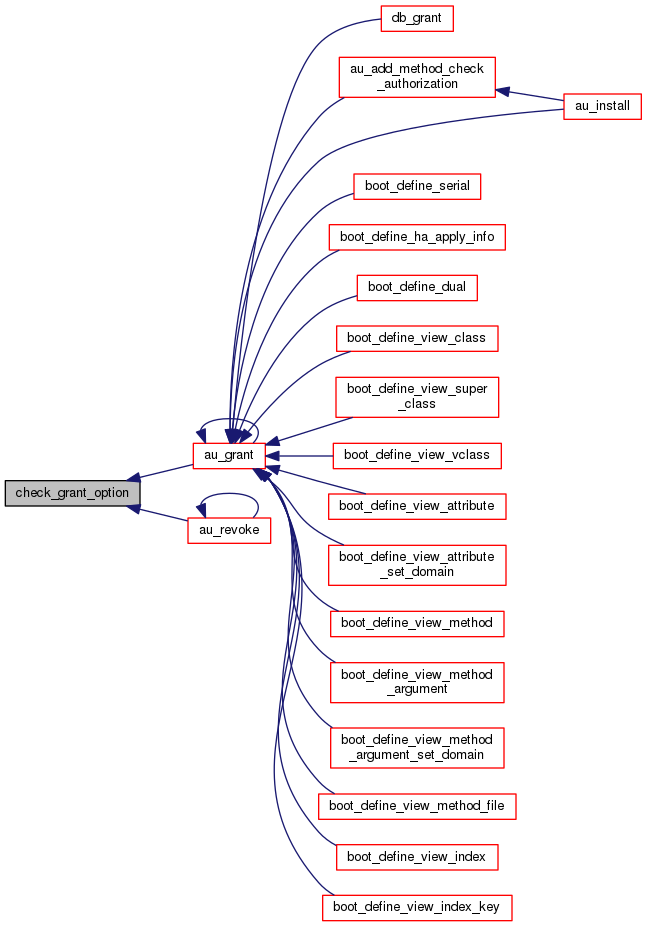 db_grant
au_add_method_check
_authorization
au_install
boot_define_serial
boot_define_ha_apply_info
boot_define_dual
boot_define_view_class
boot_define_view_super
_class
au_grant
boot_define_view_vclass
check_grant_option
boot_define_view_attribute
au_revoke
boot_define_view_attribute
_set_domain
boot_define_view_method
boot_define_view_method
_argument
boot_define_view_method
_argument_set_domain
boot_define_view_method_file
boot_define_view_index
boot_define_view_index_key